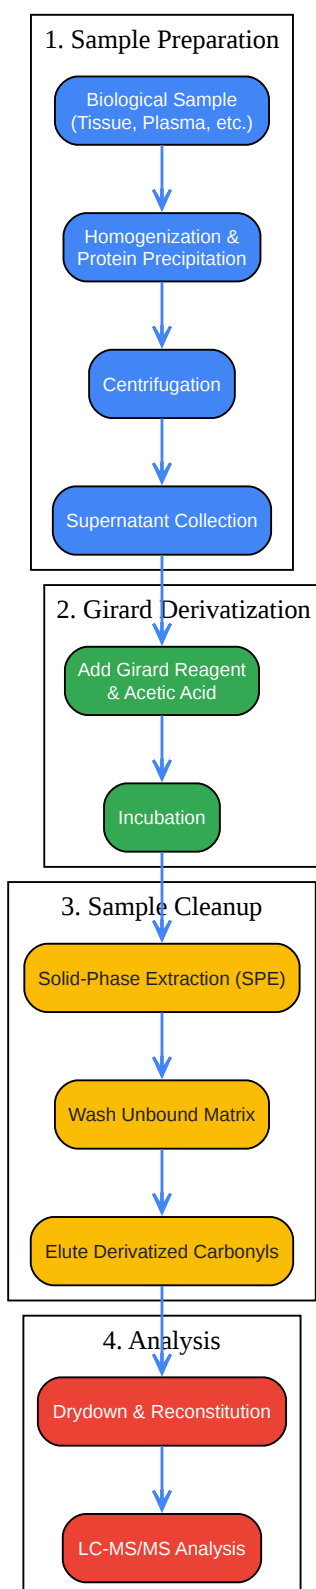 1. Sample Preparation
Biological Sample
(Tissue, Plasma, etc.)
Homogenization &
Protein Precipitation
Centrifugation
Supernatant Collection
2. Girard Derivatization
Add Girard Reagent
& Acetic Acid
Incubation
3. Sample Cleanup
Solid-Phase Extraction (SPE)
Wash Unbound Matrix
Elute Derivatized Carbonyls
4. Analysis
Drydown & Reconstitution
LC-MS/MS Analysis